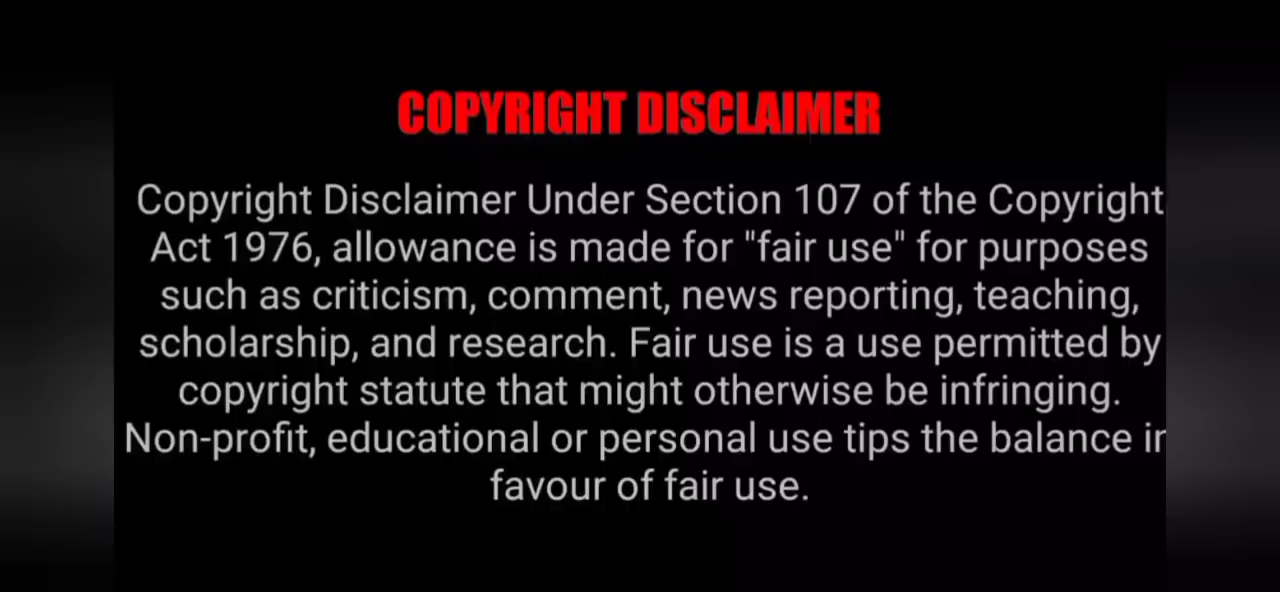 COPYRIGHT DISCLAIMER
Copyright Disclaimer Under Section 107 of the Copyright
Act 1976, allowance is made for "fair use" for purposes
such as criticism, comment, news reporting, teaching,
scholarship, and research. Fair use is a use permitted by
copyright statute that might otherwise be infringing.
Non-profit, educational or personal use tips the balance in
favour of fair use.